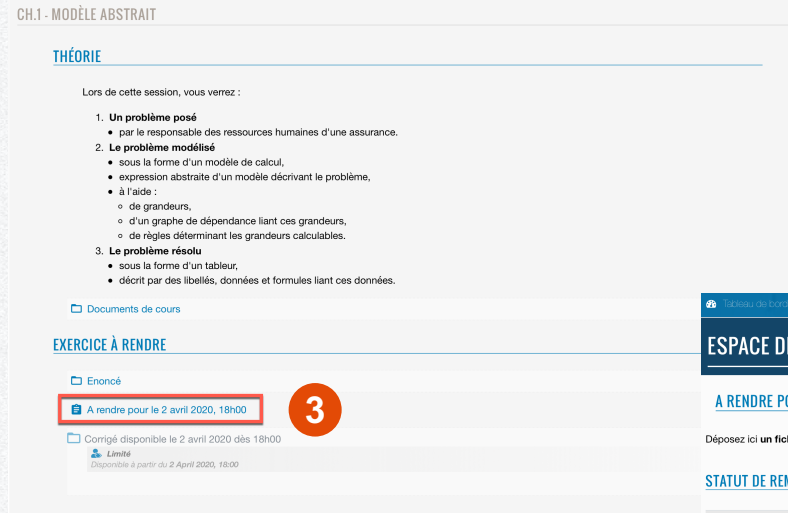 CH.1 - MODÈLE ABSTRAIT
THÉORIE
Lors de cette session, vous verrez :
1. Un problème posé
• par le responsable des ressources humaines d'une assurance.
2. Le problème modélisé
• sous la forme d'un modèle de calcul,
• expression abstraite d'un modèle décrivant le problème,
• à l'aide :
◦ de grandeurs,
◦ d'un graphe de dépendance liant ces grandeurs,
◦ de règles déterminant les grandeurs calculables.
3. Le problème résolu
• sous la forme d'un tableur,
• décrit par des libellés, données et formules liant ces données.
Documents de cours
EXERCICE À RENDRE
Enoncé
A rendre pour le 2 avril 2020, 18h00
3
Corrigé disponible le 2 avril 2020 dès 18h00
Limité
Disponible à partir du 2 April 2020, 18:00
Tableau de bord
ESPACE D
A RENDRE PO
Déposez ici un fich
STATUT DE REM